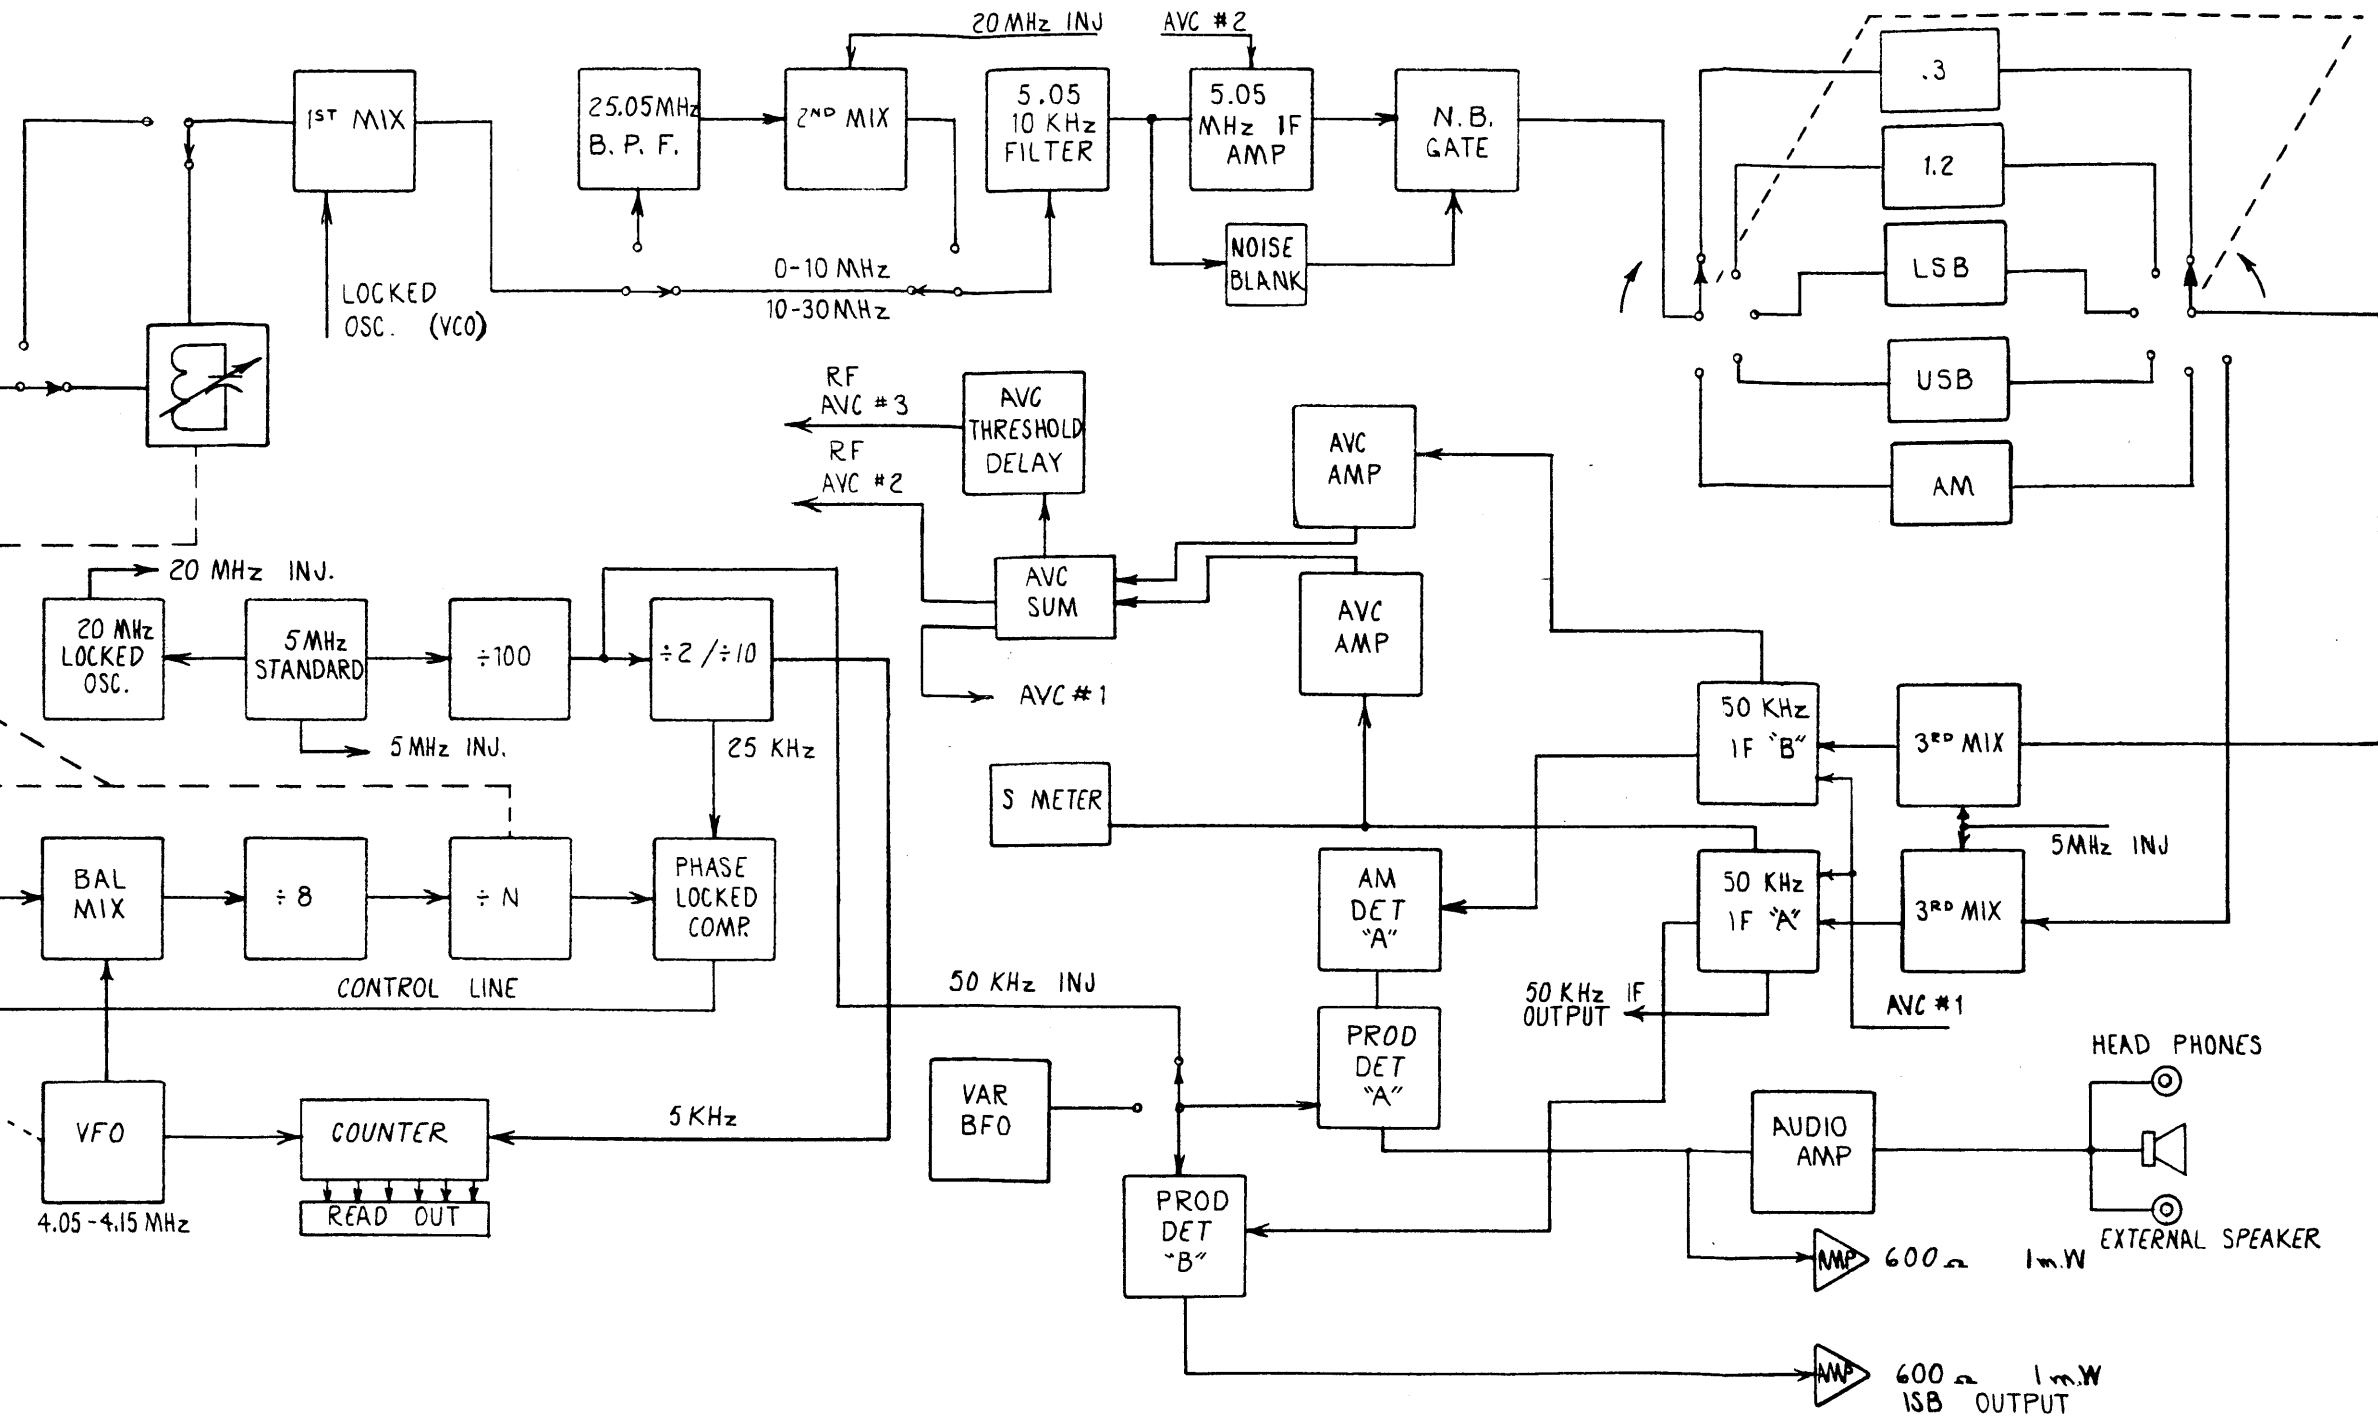 20 MHz INJ
AVC #2
1ST MIX
25.05 MHz
B. P. F.
2ND MIX
5.05
10 KHz
FILTER
5.05
MHz IF
AMP
N.B.
GATE
.3
1.2
LSB
USB
AM
NOISE
BLANK
0-10 MHz
10-30 MHz
LOCKED
OSC. (VCO)
RF
AVC #3
RF
AVC #2
AVC
THRESHOLD
DELAY
AVC
AMP
AVC
SUM
AVC
AMP
AVC #1
20 MHz INJ.
20 MHz
LOCKED
OSC.
5 MHz
STANDARD
÷100
÷2 / ÷10
5 MHz INJ.
25 KHz
S METER
50 KHz
IF "B"
3RD MIX
5 MHz INJ
50 KHz
IF "A"
3RD MIX
BAL
MIX
÷ 8
÷ N
PHASE
LOCKED
COMP.
AM
DET
"A"
CONTROL LINE
50 KHz INJ
50 KHz IF
OUTPUT
AVC #1
PROD
DET
"A"
HEAD PHONES
VFO
COUNTER
5 KHz
VAR
BFO
AUDIO
AMP
READ OUT
4.05 - 4.15 MHz
PROD
DET
"B"
EXTERNAL SPEAKER
AMP 600 Ω 1 m.W
AMP 600 Ω 1 m.W
ISB OUTPUT